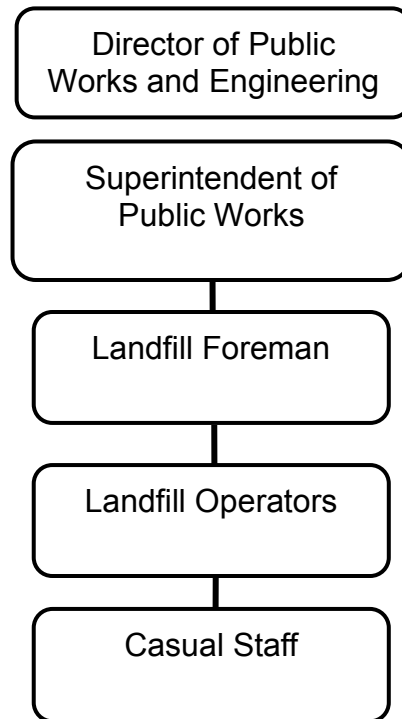 Director of Public
Works and Engineering
Superintendent of
Public Works
Landfill Foreman
Landfill Operators
Casual Staff